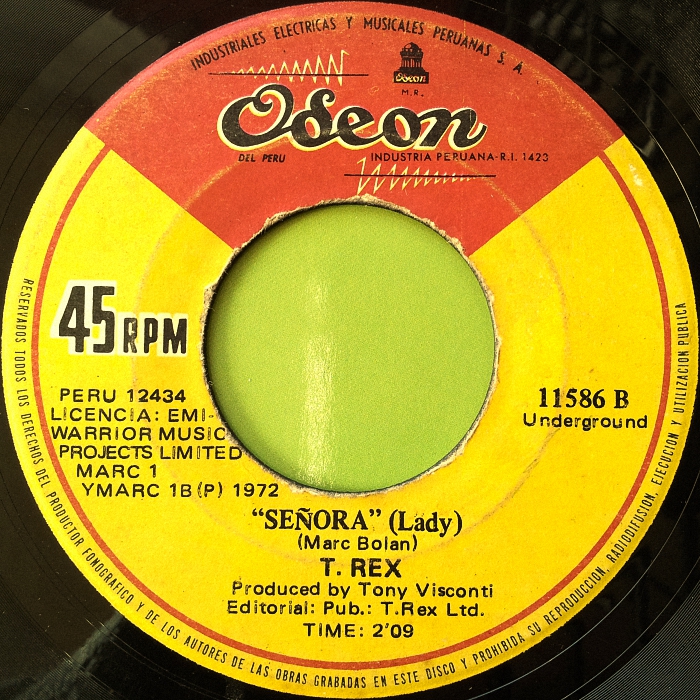 INDUSTRIALES ELECTRICAS Y MUSICALES PERUANAS S. A.
Odeon
M.R.
Odeon
DEL PERU
INDUSTRIA PERUANA-R.I. 1423
45 RPM
PERU 12434
LICENCIA: EMI-
WARRIOR MUSIC
PROJECTS LIMITED
MARC 1
YMARC 1B (P) 1972
11586 B
Underground
"SEÑORA" (Lady)
(Marc Bolan)
T. REX
Produced by Tony Visconti
Editorial: Pub.: T.Rex Ltd.
TIME: 2'09
RESERVADOS TODOS LOS DERECHOS DEL PRODUCTOR FONOGRAFICO Y DE LOS AUTORES DE LAS OBRAS GRABADAS EN ESTE DISCO Y PROHIBIDA SU REPRODUCCION, RADIODIFUSION, EJECUCION Y UTILIZACION PUBLICA